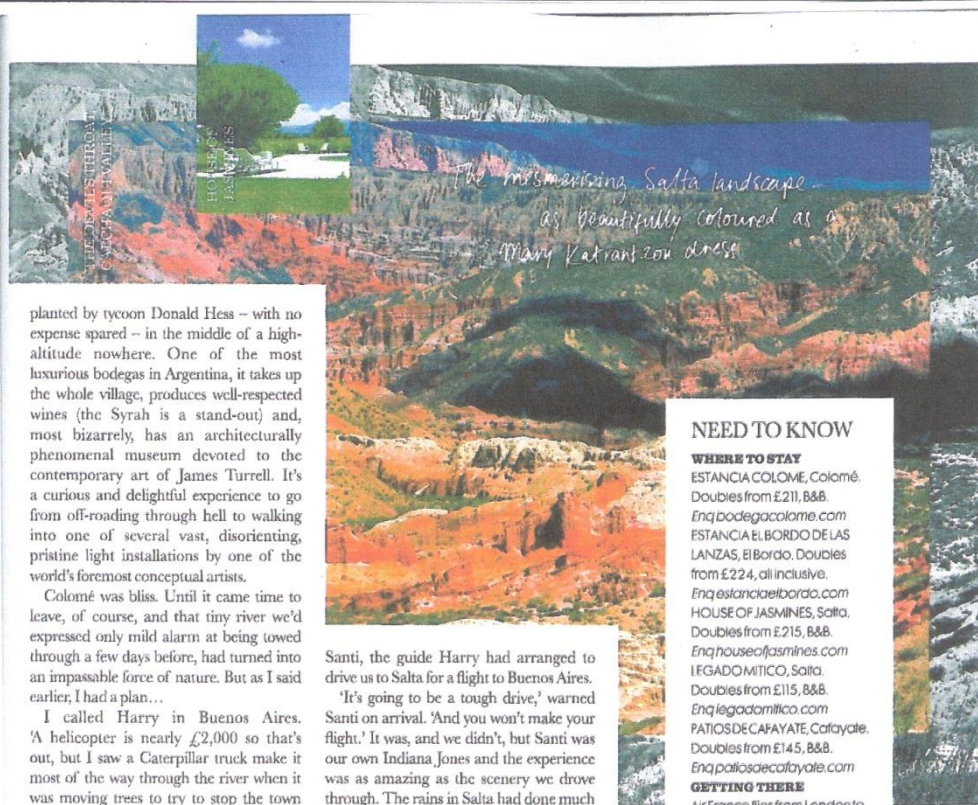 THE DEVIL'S THROAT,
CALCHAQUÍ VALLEY
HOUSE OF
JASMINES
The mesmerising Salta landscape –
as beautifully coloured as a
Mary Katrantzou dress
planted by tycoon Donald Hess – with no
expense spared – in the middle of a high-
altitude nowhere. One of the most
luxurious bodegas in Argentina, it takes up
the whole village, produces well-respected
wines (the Syrah is a stand-out) and,
most bizarrely, has an architecturally
phenomenal museum devoted to the
contemporary art of James Turrell. It's
a curious and delightful experience to go
from off-roading through hell to walking
into one of several vast, disorienting,
pristine light installations by one of the
world's foremost conceptual artists.
Colomé was bliss. Until it came time to
leave, of course, and that tiny river we'd
expressed only mild alarm at being towed
through a few days before, had turned into
an impassable force of nature. But as I said
earlier, I had a plan…
I called Harry in Buenos Aires.
'A helicopter is nearly £2,000 so that's
out, but I saw a Caterpillar truck make it
most of the way through the river when it
was moving trees to try to stop the town
Santi, the guide Harry had arranged to
drive us to Salta for a flight to Buenos Aires.
'It's going to be a tough drive,' warned
Santi on arrival. 'And you won't make your
flight.' It was, and we didn't, but Santi was
our own Indiana Jones and the experience
was as amazing as the scenery we drove
through. The rains in Salta had done much
NEED TO KNOW
WHERE TO STAY
ESTANCIA COLOME, Colomé.
Doubles from £211, B&B.
Enq bodegacolome.com
ESTANCIA EL BORDO DE LAS
LANZAS, El Bordo. Doubles
from £224, all inclusive.
Enq estanciaelbordo.com
HOUSE OF JASMINES, Salta.
Doubles from £215, B&B.
Enq houseofjasmines.com
LEGADO MITICO, Salta.
Doubles from £115, B&B.
Enq legadomitico.com
PATIOS DE CAFAYATE, Cafayate.
Doubles from £145, B&B.
Enq patiosdecafayate.com
GETTING THERE
Air France flies from London to